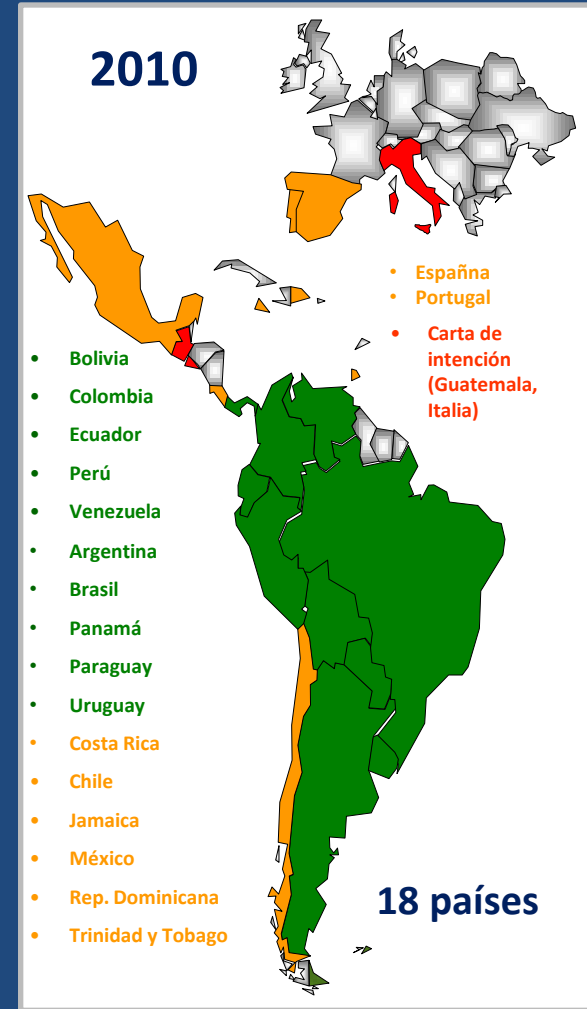 2010
• Españna
• Portugal
• Carta de
intención
(Guatemala,
Italia)
• Bolivia
• Colombia
• Ecuador
• Perú
• Venezuela
• Argentina
• Brasil
• Panamá
• Paraguay
• Uruguay
• Costa Rica
• Chile
• Jamaica
• México
• Rep. Dominicana
• Trinidad y Tobago
18 países